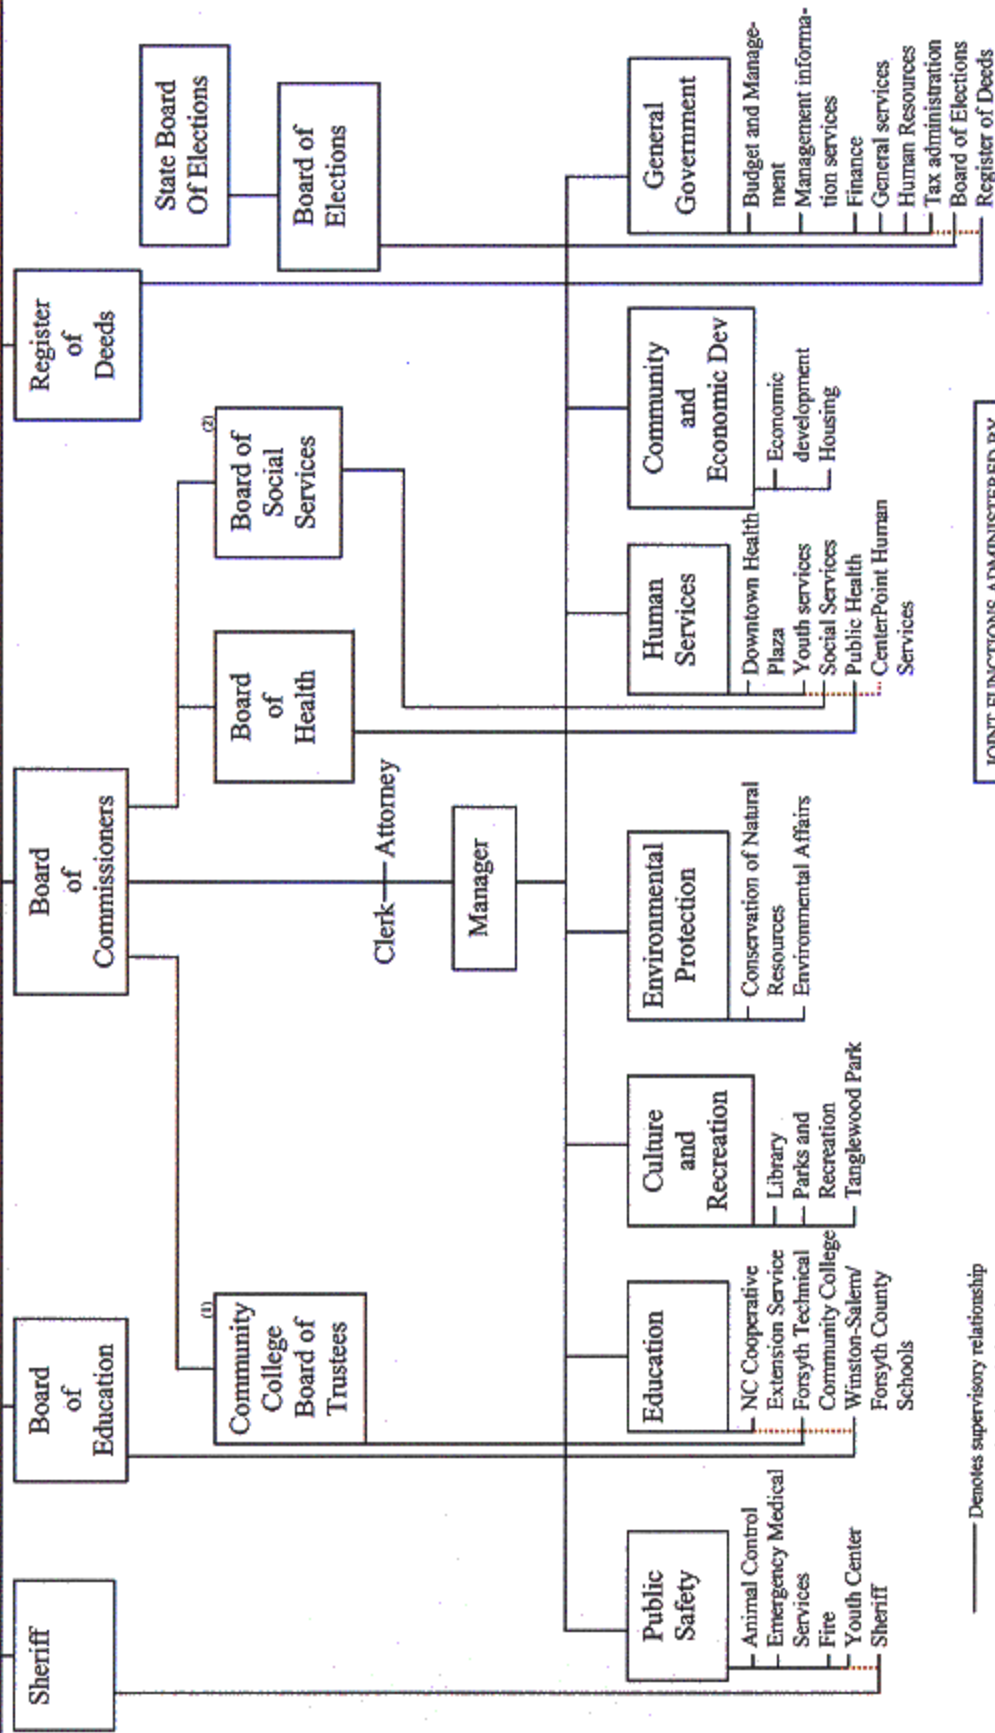 Sheriff
Board
of
Education
Board
of
Commissioners
Register
of
Deeds
State Board
Of Elections
Board of
Elections
(1)
Community
College
Board of
Trustees
Board
of
Health
(2)
Board of
Social
Services
Clerk
Attorney
Manager
Public
Safety
Animal Control
Emergency Medical
Services
Fire
Youth Center
Sheriff
Education
NC Cooperative
Extension Service
Forsyth Technical
Community College
Winston-Salem/
Forsyth County
Schools
Culture
and
Recreation
Library
Parks and
Recreation
Tanglewood Park
Environmental
Protection
Conservation of Natural
Resources
Environmental Affairs
Human
Services
Downtown Health
Plaza
Youth services
Social Services
Public Health
CenterPoint Human
Services
Community
and
Economic Dev
Economic
development
Housing
General
Government
Budget and Manage-
ment
Management informa-
tion services
Finance
General services
Human Resources
Tax administration
Board of Elections
Register of Deeds
Denotes supervisory relationship
JOINT FUNCTIONS ADMINISTERED BY